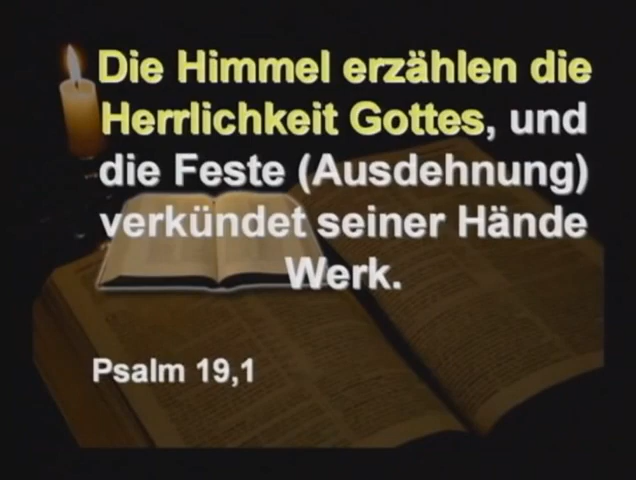 Die Himmel erzählen die
Herrlichkeit Gottes, und
die Feste (Ausdehnung)
verkündet seiner Hände
Werk.
Psalm 19,1